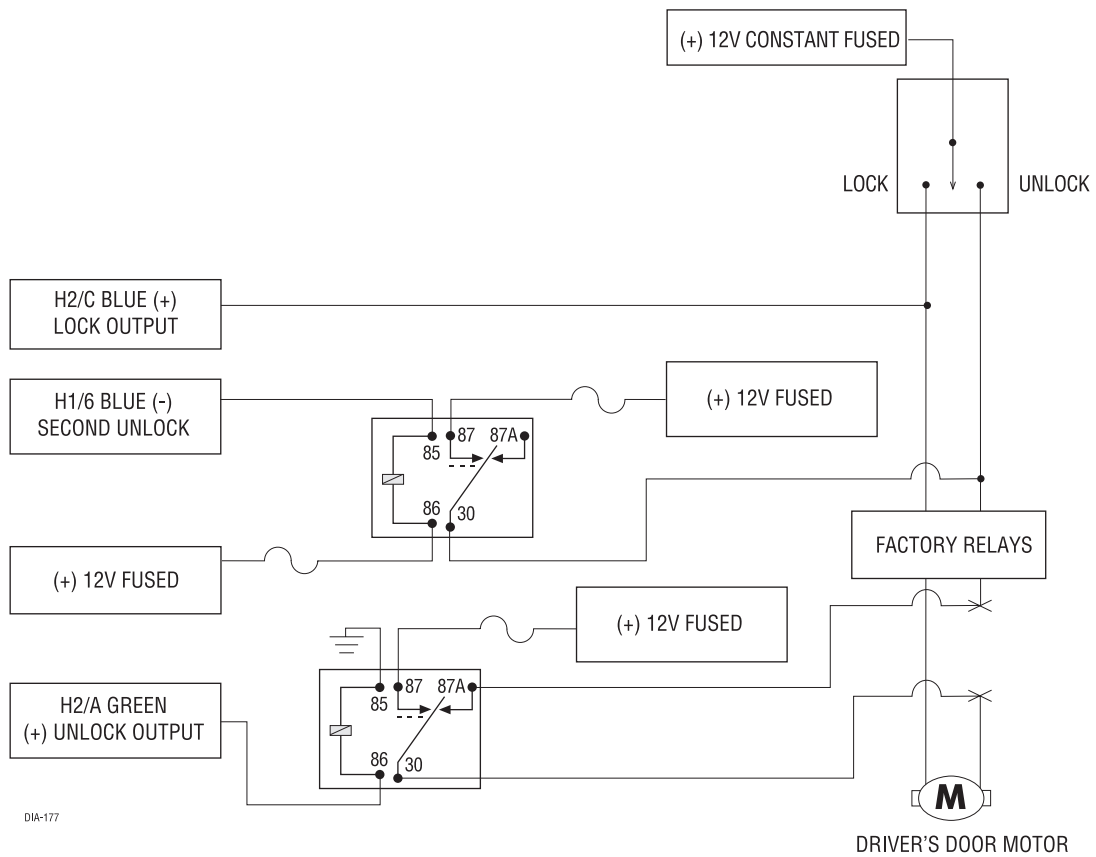 (+) 12V CONSTANT FUSED
LOCK
UNLOCK
H2/C BLUE (+)
LOCK OUTPUT
H1/6 BLUE (-)
SECOND UNLOCK
(+) 12V FUSED
87
87A
85
86
30
FACTORY RELAYS
(+) 12V FUSED
(+) 12V FUSED
87
87A
85
86
30
H2/A GREEN
(+) UNLOCK OUTPUT
M
DIA-177
DRIVER'S DOOR MOTOR